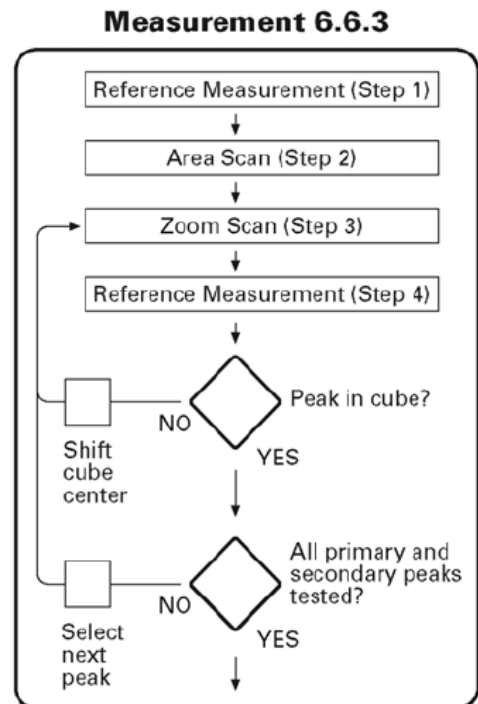 Measurement 6.6.3
Reference Measurement (Step 1)
Area Scan (Step 2)
Zoom Scan (Step 3)
Reference Measurement (Step 4)
Peak in cube?
NO
YES
Shift
cube
center
All primary and
secondary peaks
tested?
NO
YES
Select
next
peak